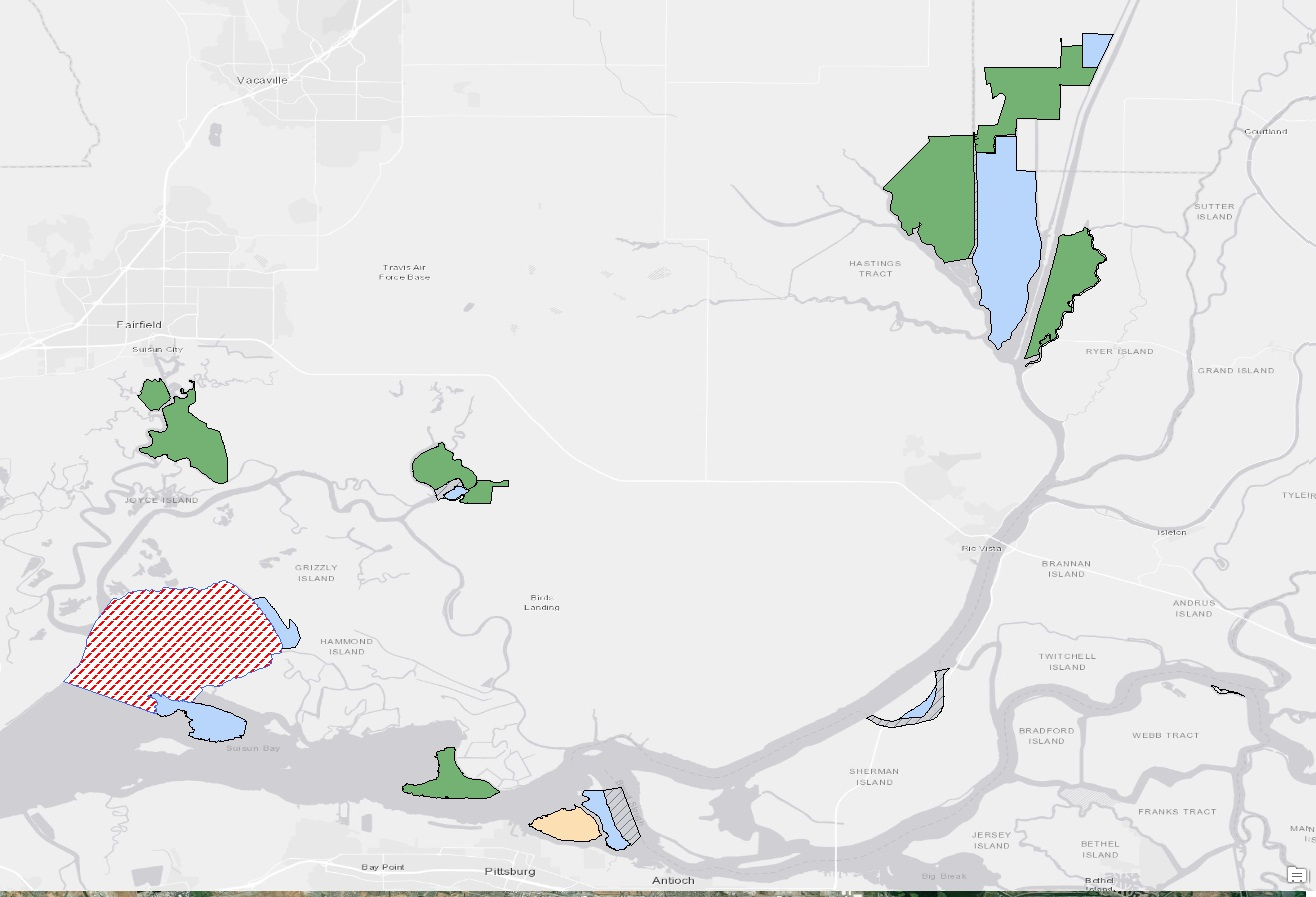 Vacaville
Courtland
SUTTER
ISLAND
Travis Air
Force Base
HASTINGS
TRACT
Fairfield
Suisun City
RYER ISLAND
GRAND ISLAND
JOYCE ISLAND
TYLER
Isleton
Rio Vista
GRIZZLY
ISLAND
BRANNAN
ISLAND
Birds
Landing
ANDRUS
ISLAND
HAMMOND
ISLAND
TWITCHELL
ISLAND
BRADFORD
ISLAND
WEBB TRACT
Suisun Bay
SHERMAN
ISLAND
FRANKS TRACT
JERSEY
ISLAND
BETHEL
ISLAND
Bay Point
Pittsburg
Antioch
Big Break
Bethel
Island